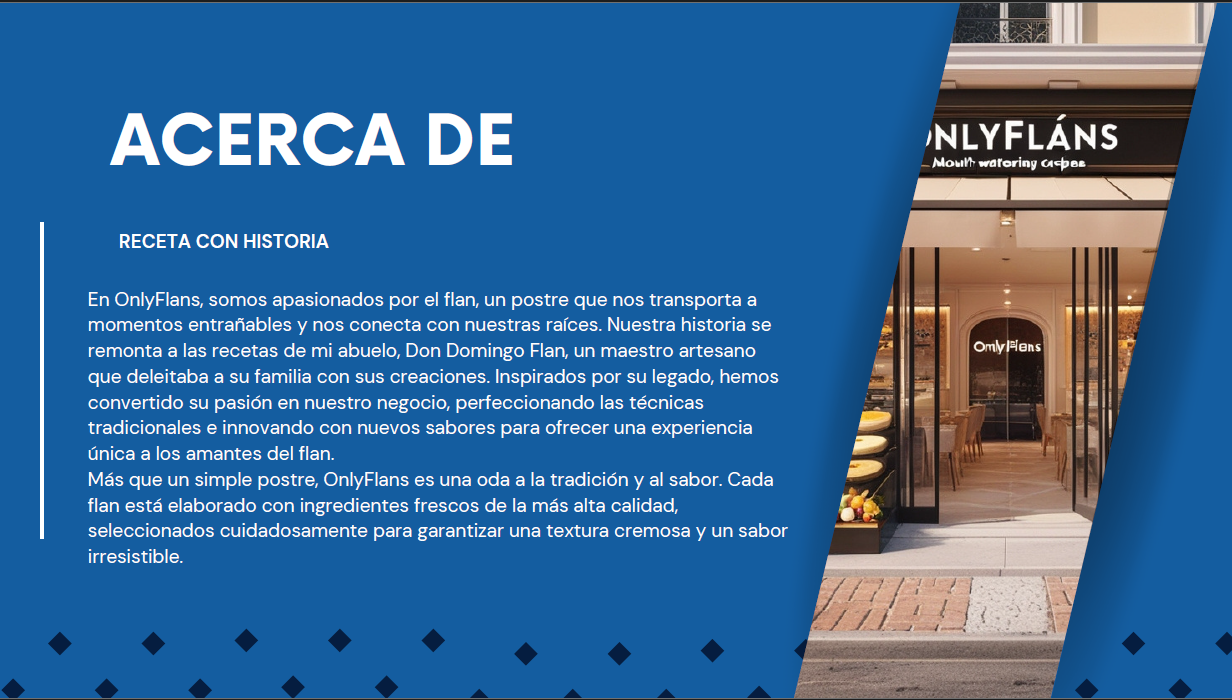 ACERCA DE
RECETA CON HISTORIA
En OnlyFlans, somos apasionados por el flan, un postre que nos transporta a
momentos entrañables y nos conecta con nuestras raíces. Nuestra historia se
remonta a las recetas de mi abuelo, Don Domingo Flan, un maestro artesano
que deleitaba a su familia con sus creaciones. Inspirados por su legado, hemos
convertido su pasión en nuestro negocio, perfeccionando las técnicas
tradicionales e innovando con nuevos sabores para ofrecer una experiencia
única a los amantes del flan.
Más que un simple postre, OnlyFlans es una oda a la tradición y al sabor. Cada
flan está elaborado con ingredientes frescos de la más alta calidad,
seleccionados cuidadosamente para garantizar una textura cremosa y un sabor
irresistible.
ONLYFLÁNS
Mouth watering